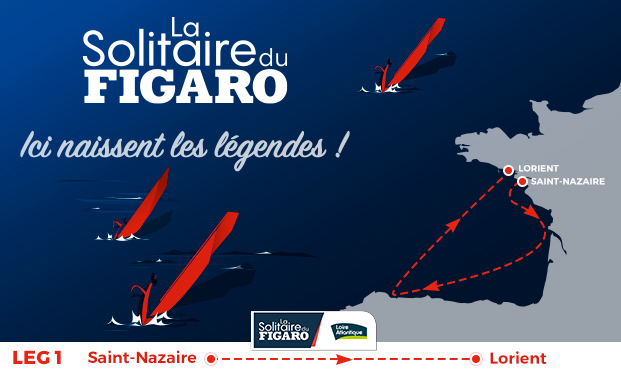 La
Solitaire du
FIGARO
Ici naissent les légendes !
LORIENT
SAINT-NAZAIRE
La
Solitaire du
FIGARO
Loire
Atlantique
LEG 1 Saint-Nazaire Lorient